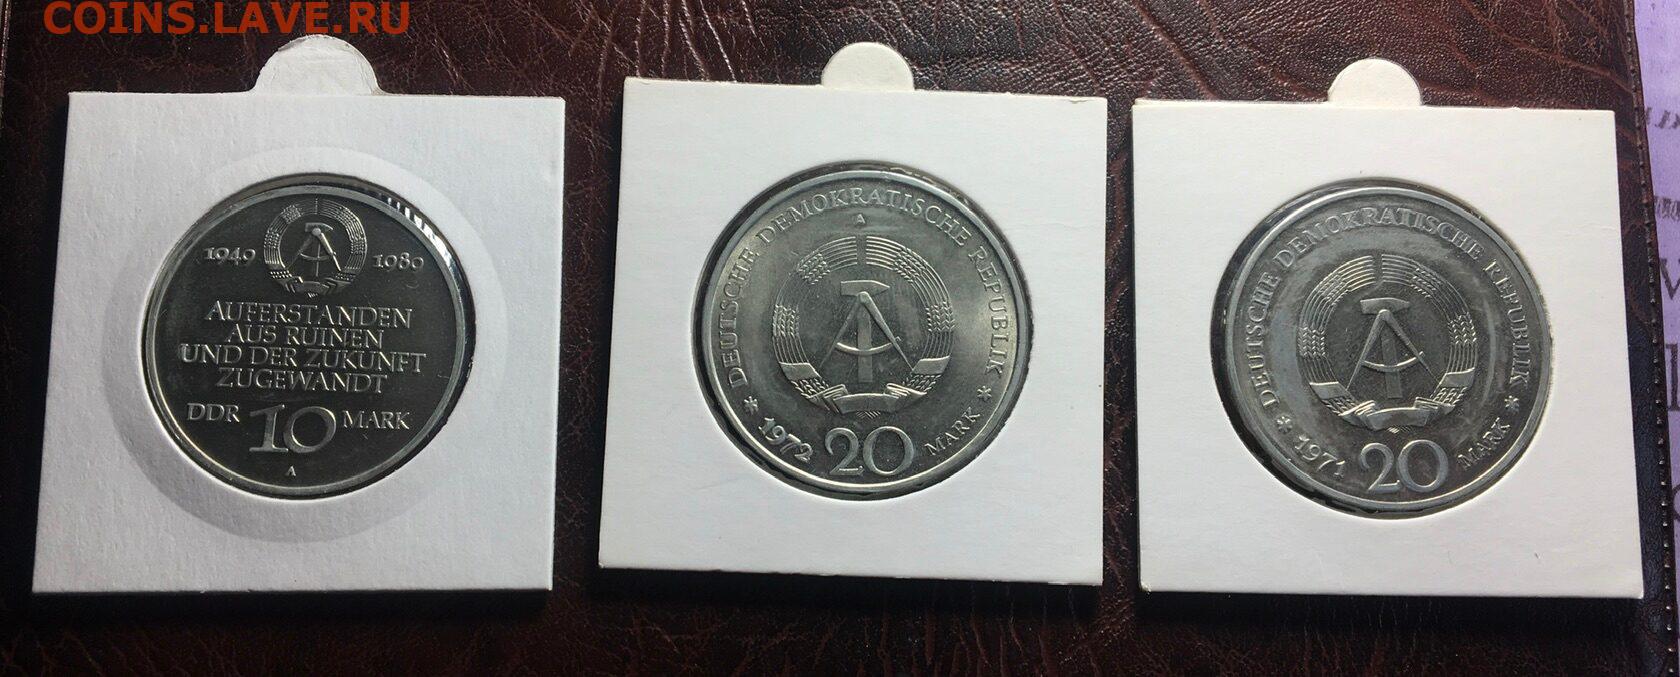 COINS.LAVE.RU
1949 1989
AUFERSTANDEN
AUS RUINEN
UND DER ZUKUNFT
ZUGEWANDT
DDR 10 MARK
A
DEUTSCHE DEMOKRATISCHE REPUBLIK
A
* 1972 20 MARK *
DEUTSCHE DEMOKRATISCHE REPUBLIK
* 1971 20 MARK *